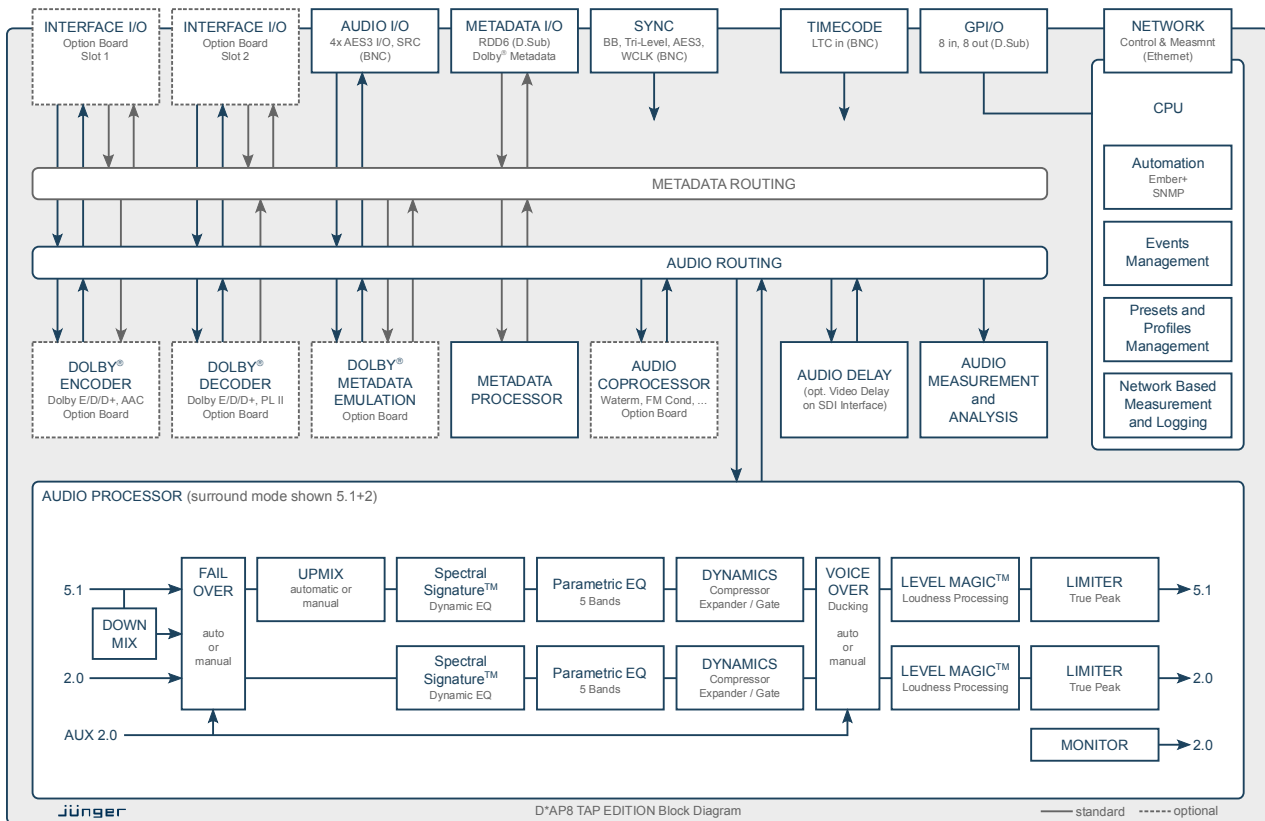 INTERFACE I/O
Option Board
Slot 1
INTERFACE I/O
Option Board
Slot 2
AUDIO I/O
4x AES3 I/O, SRC
(BNC)
METADATA I/O
RDD6 (D.Sub)
Dolby® Metadata
SYNC
BB, Tri-Level, AES3,
WCLK (BNC)
TIMECODE
LTC in (BNC)
GPI/O
8 in, 8 out (D.Sub)
NETWORK
Control & Measmnt
(Ethernet)
CPU
Automation
Ember+
SNMP
Events
Management
Presets and
Profiles
Management
Network Based
Measurement
and Logging
METADATA ROUTING
AUDIO ROUTING
DOLBY®
ENCODER
Dolby E/D/D+, AAC
Option Board
DOLBY®
DECODER
Dolby E/D/D+, PL II
Option Board
DOLBY®
METADATA
EMULATION
Option Board
METADATA
PROCESSOR
AUDIO
COPROCESSOR
Waterm, FM Cond, ...
Option Board
AUDIO DELAY
(opt. Video Delay
on SDI Interface)
AUDIO
MEASUREMENT
and
ANALYSIS
AUDIO PROCESSOR (surround mode shown 5.1+2)
5.1
DOWN
MIX
2.0
AUX 2.0
FAIL
OVER
auto
or
manual
UPMIX
automatic or
manual
Spectral
Signature™
Dynamic EQ
Parametric EQ
5 Bands
DYNAMICS
Compressor
Expander / Gate
VOICE
OVER
Ducking
auto
or
manual
LEVEL MAGIC™
Loudness Processing
LIMITER
True Peak
5.1
Spectral
Signature™
Dynamic EQ
Parametric EQ
5 Bands
DYNAMICS
Compressor
Expander / Gate
LEVEL MAGIC™
Loudness Processing
LIMITER
True Peak
2.0
MONITOR
2.0
jünger
D*AP8 TAP EDITION Block Diagram
standard
optional